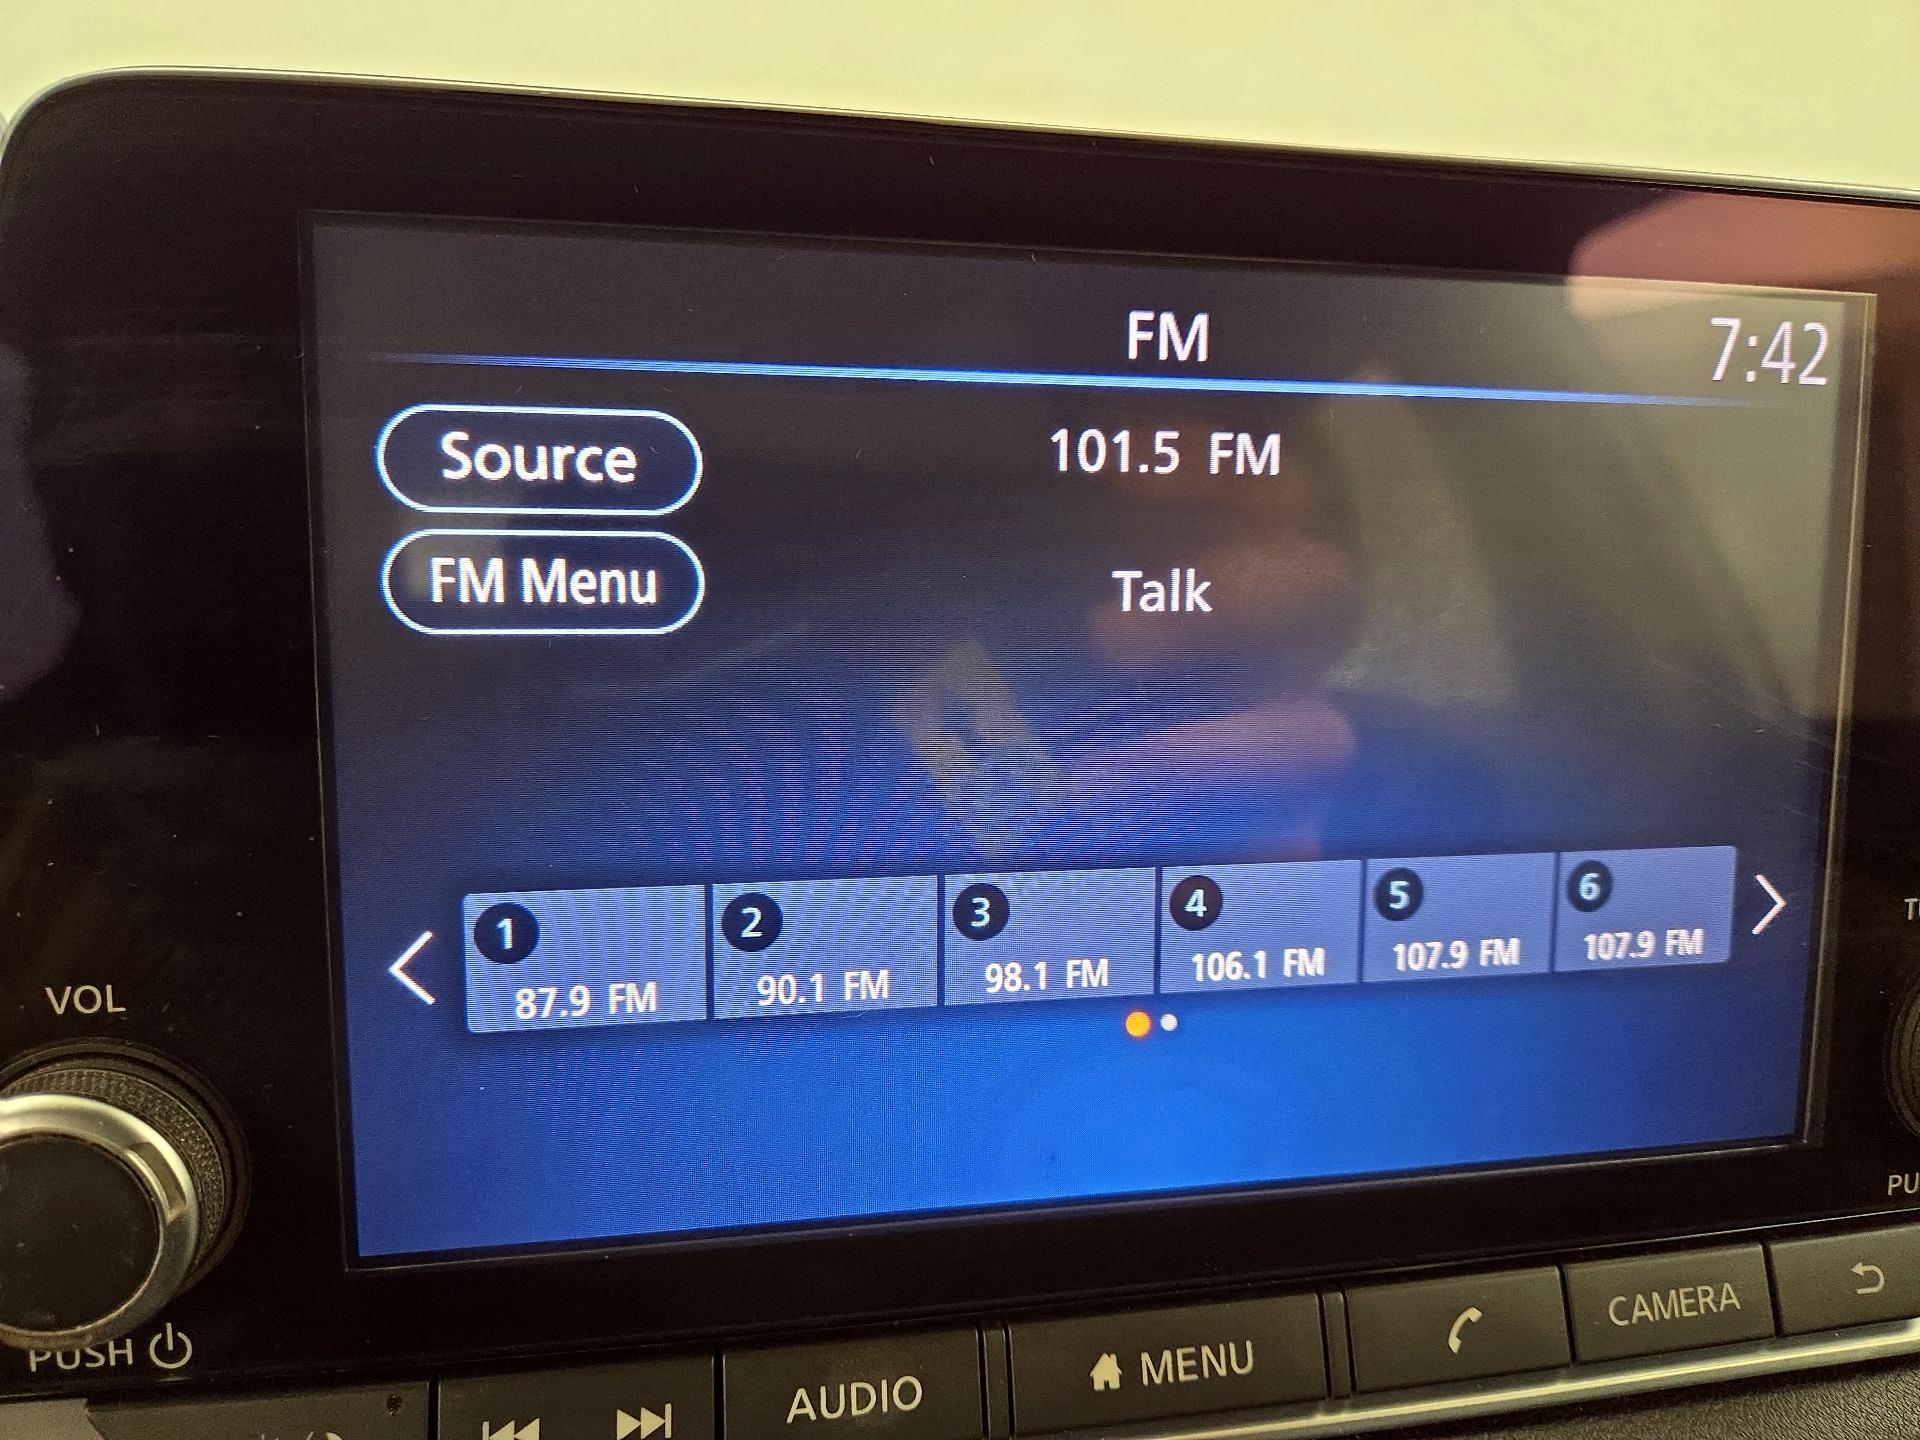 FM
7:42
Source
101.5 FM
FM Menu
Talk
1 2 3 4 5 6
87.9 FM 90.1 FM 98.1 FM 106.1 FM 107.9 FM 107.9 FM
VOL
PUSH
AUDIO
MENU
CAMERA